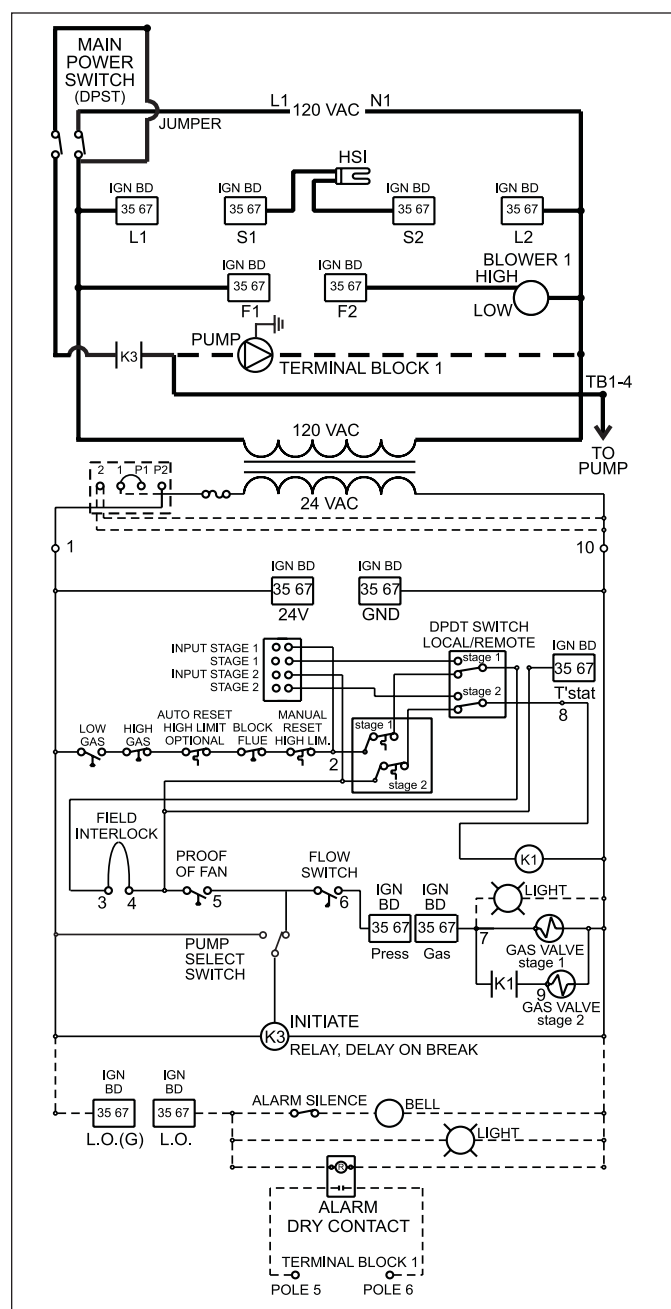 MAIN
POWER
SWITCH
(DPST)
L1 120 VAC N1
JUMPER
HSI
IGN BD IGN BD IGN BD IGN BD
35 67 35 67 35 67 35 67
L1 S1 S2 L2
IGN BD IGN BD BLOWER 1
HIGH
35 67 35 67
LOW
F1 F2
PUMP
K3
TERMINAL BLOCK 1
TB1-4
120 VAC
TO
PUMP
2 1 P1 P2
24 VAC
1 10
IGN BD IGN BD
35 67 35 67
24V GND
DPDT SWITCH
LOCAL/REMOTE
IGN BD
INPUT STAGE 1
STAGE 1
INPUT STAGE 2
STAGE 2
stage 1
35 67
stage 2
T'stat
8
LOW
GAS
HIGH
GAS
AUTO RESET
HIGH LIMIT
OPTIONAL
BLOCK
FLUE
MANUAL
RESET
HIGH LIM.
2
stage 1
stage 2
FIELD
INTERLOCK
K1
PROOF
OF FAN
FLOW
SWITCH
3 4 5 6
IGN
BD
IGN
BD
35 67 35 67
Press Gas
LIGHT
7
GAS VALVE
stage 1
PUMP
SELECT
SWITCH
K1
9
GAS VALVE
stage 2
K3
INITIATE
RELAY, DELAY ON BREAK
IGN
BD
IGN
BD
35 67 35 67
L.O.(G) L.O.
ALARM SILENCE BELL
LIGHT
R
ALARM
DRY CONTACT
TERMINAL BLOCK 1
POLE 5 POLE 6